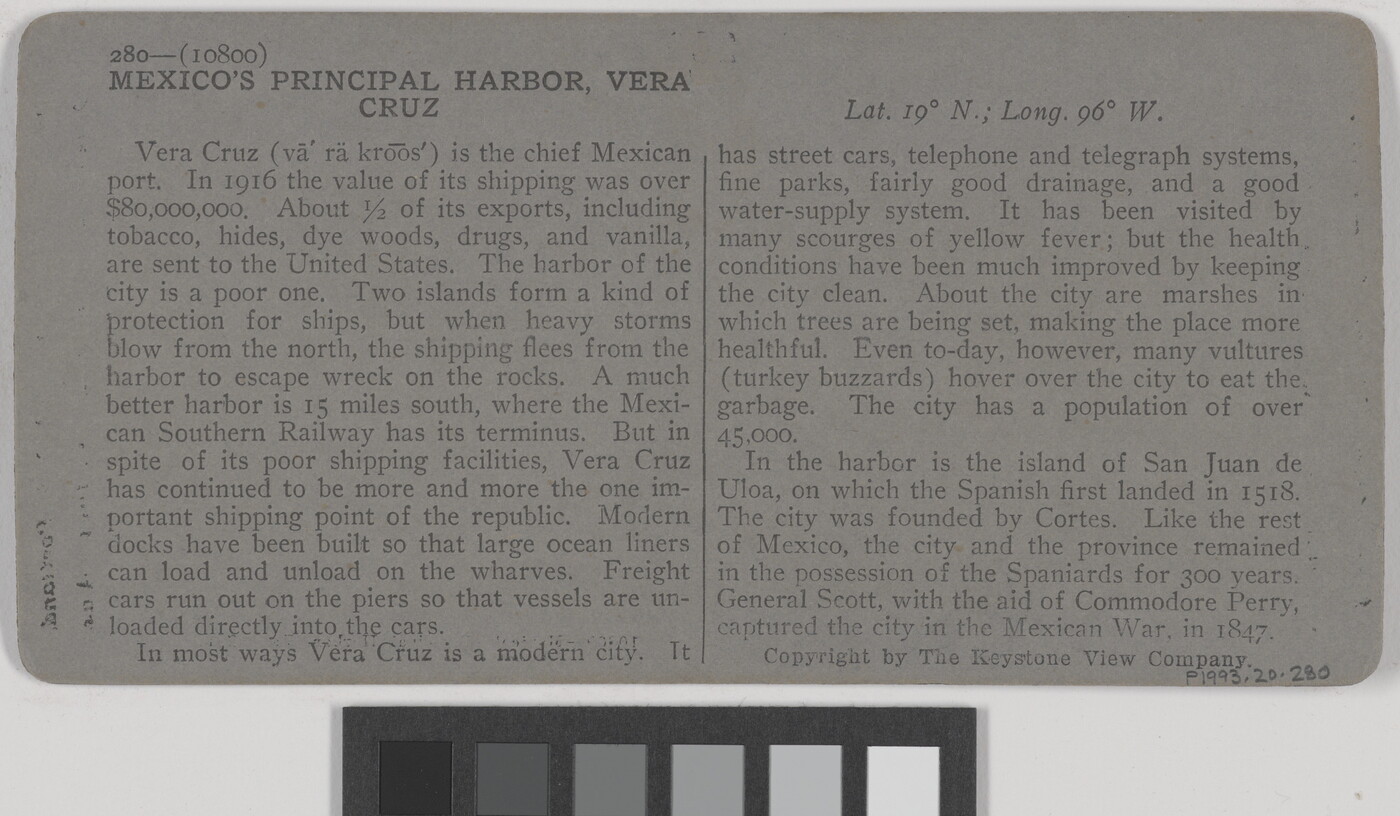 280—(10800)
MEXICO'S PRINCIPAL HARBOR, VERA
CRUZ
Vera Cruz (vā′ rä krōōs′) is the chief Mexican
port. In 1916 the value of its shipping was over
$80,000,000. About ½ of its exports, including
tobacco, hides, dye woods, drugs, and vanilla,
are sent to the United States. The harbor of the
city is a poor one. Two islands form a kind of
protection for ships, but when heavy storms
blow from the north, the shipping flees from the
harbor to escape wreck on the rocks. A much
better harbor is 15 miles south, where the Mexi-
can Southern Railway has its terminus. But in
spite of its poor shipping facilities, Vera Cruz
has continued to be more and more the one im-
portant shipping point of the republic. Modern
docks have been built so that large ocean liners
can load and unload on the wharves. Freight
cars run out on the piers so that vessels are un-
loaded directly into the cars.
In most ways Vera Cruz is a modern city. It
Lat. 19° N.; Long. 96° W.
has street cars, telephone and telegraph systems,
fine parks, fairly good drainage, and a good
water-supply system. It has been visited by
many scourges of yellow fever; but the health
conditions have been much improved by keeping
the city clean. About the city are marshes in
which trees are being set, making the place more
healthful. Even to-day, however, many vultures
(turkey buzzards) hover over the city to eat the
garbage. The city has a population of over
45,000.
In the harbor is the island of San Juan de
Uloa, on which the Spanish first landed in 1518.
The city was founded by Cortes. Like the rest
of Mexico, the city and the province remained
in the possession of the Spaniards for 300 years.
General Scott, with the aid of Commodore Perry,
captured the city in the Mexican War, in 1847.
Copyright by The Keystone View Company.
P1993.20.280